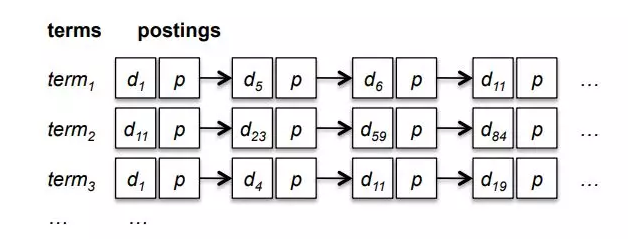 terms postings
term1 d1 p d5 p d6 p d11 p ...
term2 d11 p d23 p d59 p d84 p ...
term3 d1 p d4 p d11 p d19 p ...
... ...